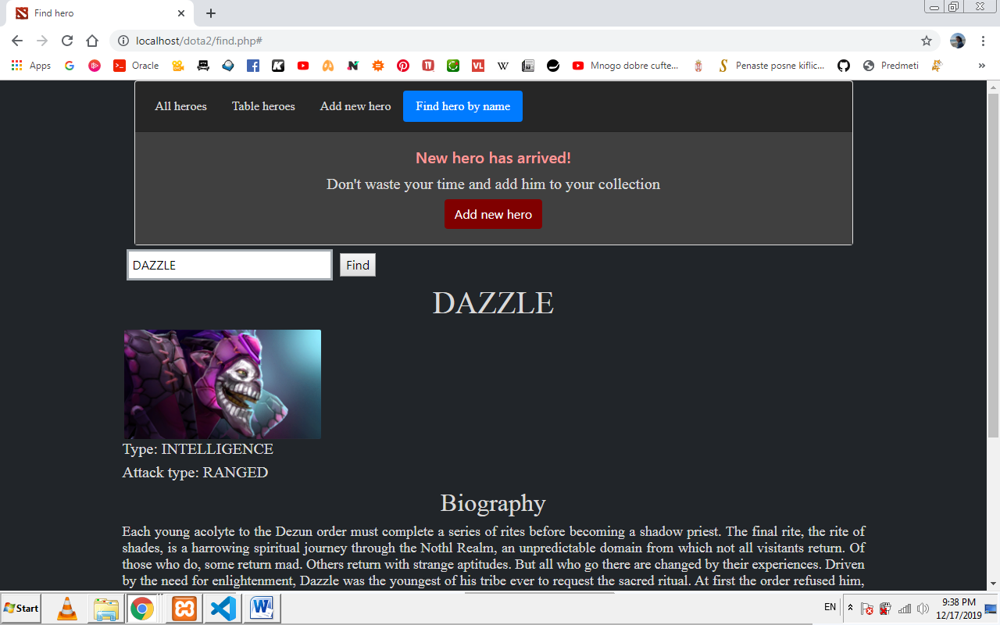 Find hero
localhost/dota2/find.php#
Apps
Oracle
Mnogo dobre cufte...
Penaste posne kiflic...
Predmeti
»
All heroes
Table heroes
Add new hero
Find hero by name
New hero has arrived!
Don't waste your time and add him to your collection
Add new hero
DAZZLE
Find
DAZZLE
Type: INTELLIGENCE
Attack type: RANGED
Biography
Each young acolyte to the Dezun order must complete a series of rites before becoming a shadow priest. The final rite, the rite of
shades, is a harrowing spiritual journey through the Nothl Realm, an unpredictable domain from which not all visitants return. Of
those who do, some return mad. Others return with strange aptitudes. But all who go there are changed by their experiences. Driven
by the need for enlightenment, Dazzle was the youngest of his tribe ever to request the sacred ritual. At first the order refused him,
Start
EN
9:38 PM
12/17/2019